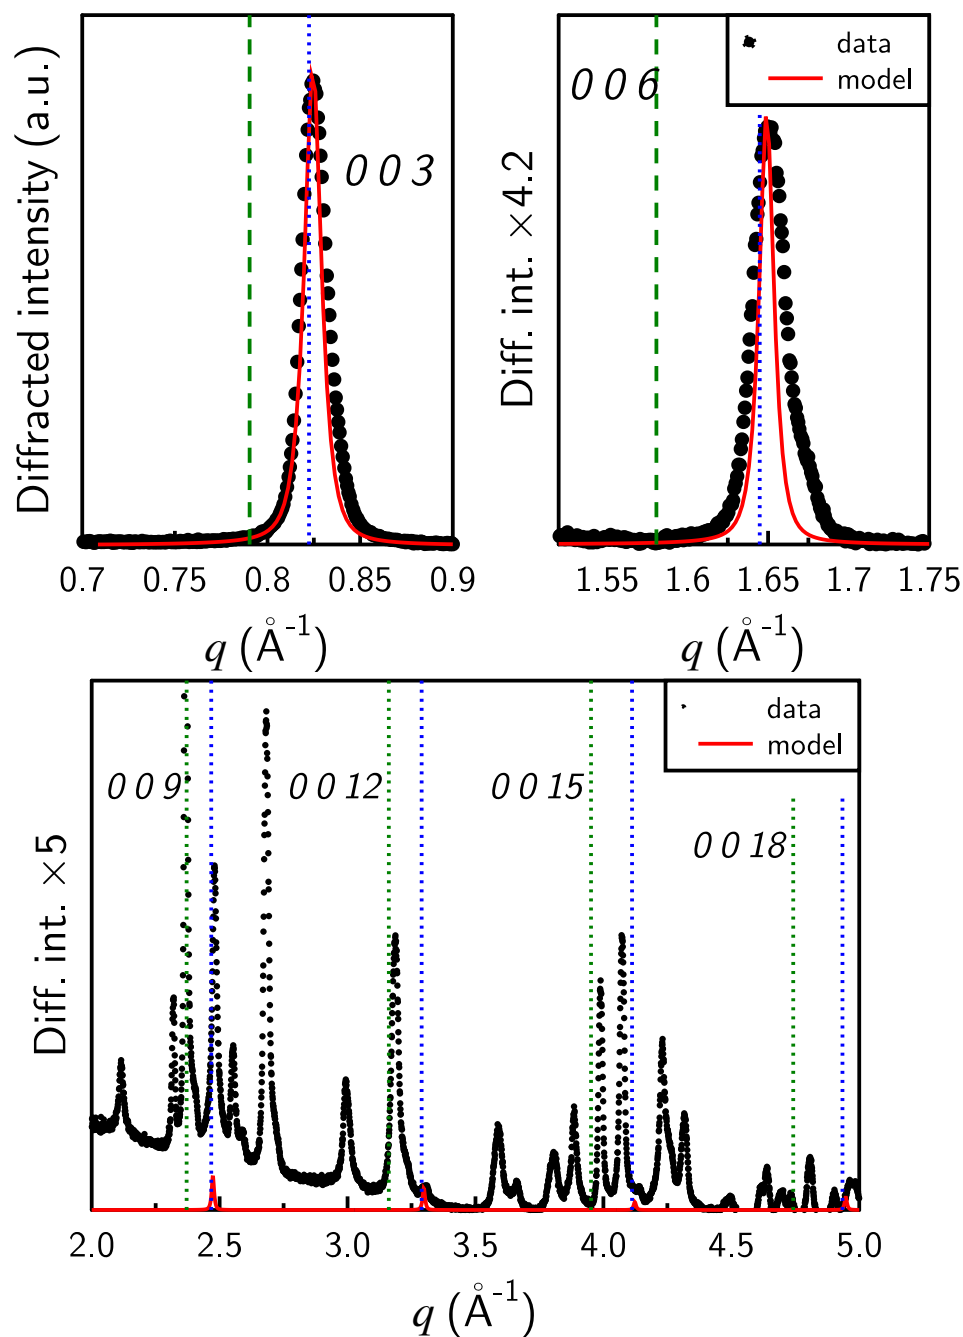 Diffracted intensity (a.u.)
0 0 3
0.7 0.75 0.8 0.85 0.9
q (Å⁻¹)
Diff. int. ×4.2
0 0 6
data
model
1.55 1.6 1.65 1.7 1.75
q (Å⁻¹)
Diff. int. ×5
data
model
0 0 9
0 0 12
0 0 15
0 0 18
2.0 2.5 3.0 3.5 4.0 4.5 5.0
q (Å⁻¹)